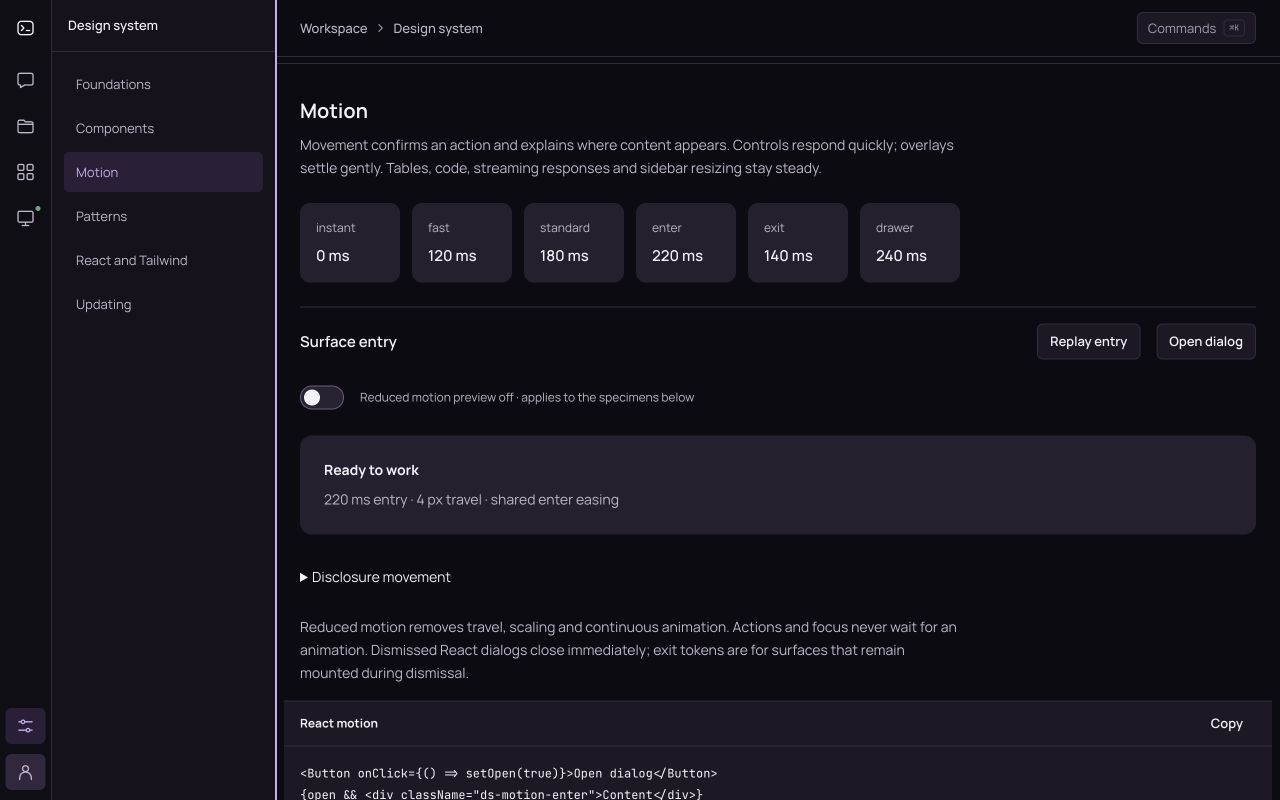 Design system
Workspace > Design system
Commands ⌘K
Foundations
Components
Motion
Patterns
React and Tailwind
Updating
Motion
Movement confirms an action and explains where content appears. Controls respond quickly; overlays
settle gently. Tables, code, streaming responses and sidebar resizing stay steady.
instant
0 ms
fast
120 ms
standard
180 ms
enter
220 ms
exit
140 ms
drawer
240 ms
Surface entry
Replay entry
Open dialog
Reduced motion preview off · applies to the specimens below
Ready to work
220 ms entry · 4 px travel · shared enter easing
Disclosure movement
Reduced motion removes travel, scaling and continuous animation. Actions and focus never wait for an
animation. Dismissed React dialogs close immediately; exit tokens are for surfaces that remain
mounted during dismissal.
React motion
Copy
<Button onClick={() => setOpen(true)}>Open dialog</Button>
{open && <div className="ds-motion-enter">Content</div>}